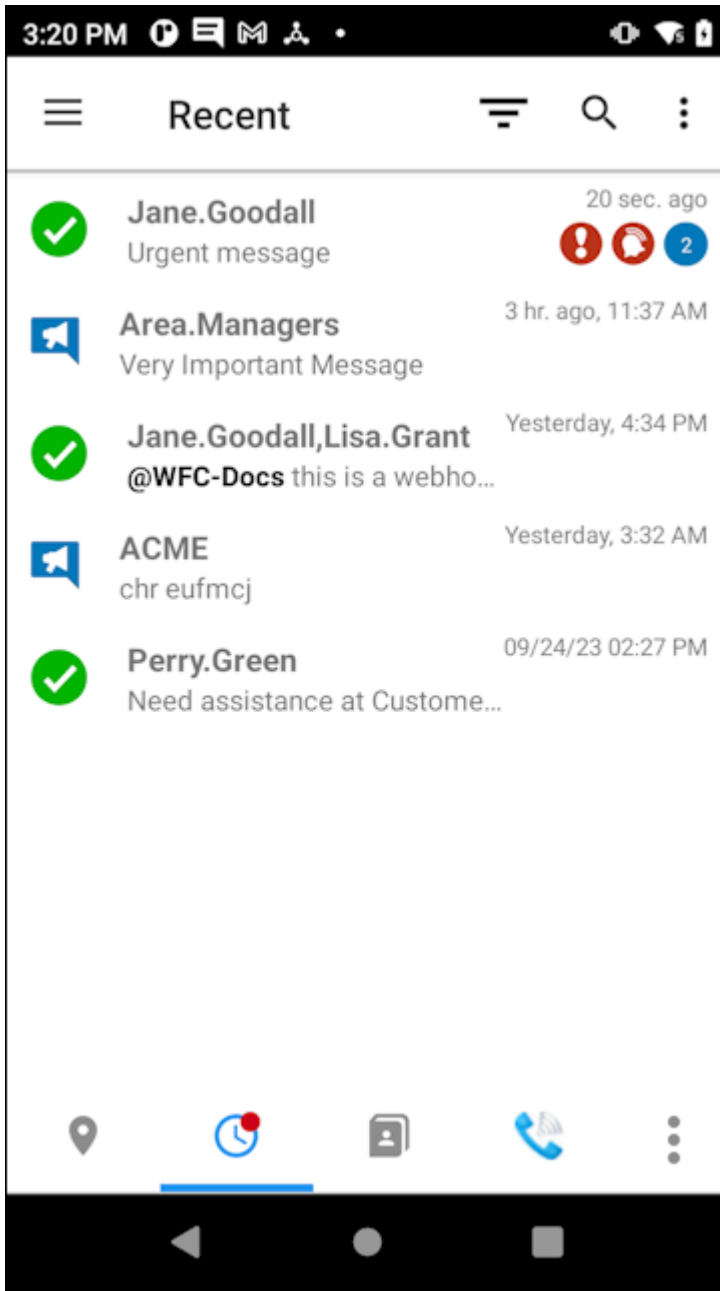 3:20 PM
Recent
Jane.Goodall
20 sec. ago
Urgent message
2
Area.Managers
3 hr. ago, 11:37 AM
Very Important Message
Jane.Goodall,Lisa.Grant
Yesterday, 4:34 PM
@WFC-Docs this is a webho...
ACME
Yesterday, 3:32 AM
chr eufmcj
Perry.Green
09/24/23 02:27 PM
Need assistance at Custome...